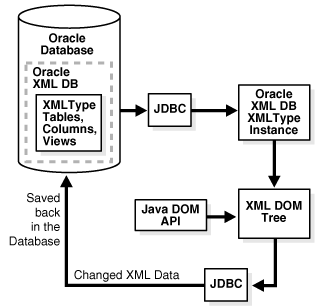 Oracle
Database
Oracle
XML DB
XMLType
Tables,
Columns,
Views
JDBC
Oracle
XML DB
XMLType
Instance
Saved
back
in the
Database
Java DOM
API
XML DOM
Tree
Changed XML Data
JDBC